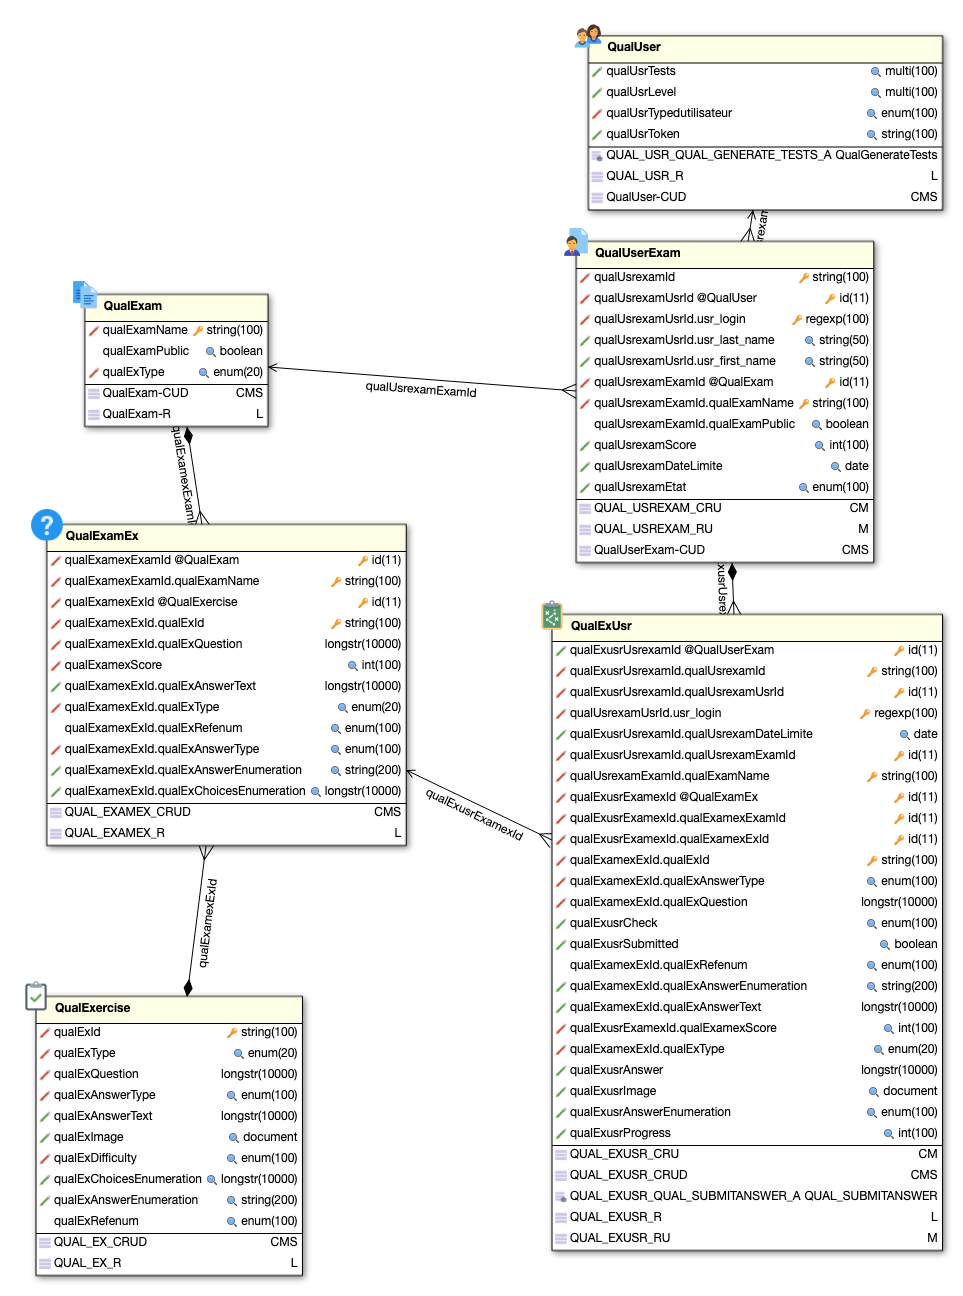 QualUser
qualUsrTests multi(100)
qualUsrLevel multi(100)
qualUsrTypedutilisateur enum(100)
qualUsrToken string(100)
QUAL_USR_QUAL_GENERATE_TESTS_A QualGenerateTests
QUAL_USR_R L
QualUser-CUD CMS
QualUserExam
qualUsrexamId string(100)
qualUsrexamUsrId @QualUser id(11)
qualUsrexamUsrId.usr_login regexp(100)
qualUsrexamUsrId.usr_last_name string(50)
qualUsrexamUsrId.usr_first_name string(50)
qualUsrexamExamId @QualExam id(11)
qualUsrexamExamId.qualExamName string(100)
qualUsrexamExamId.qualExamPublic boolean
qualUsrexamScore int(100)
qualUsrexamDateLimite date
qualUsrexamEtat enum(100)
QUAL_USREXAM_CRU CM
QUAL_USREXAM_RU M
QualUserExam-CUD CMS
QualExam
qualExamName string(100)
qualExamPublic boolean
qualExType enum(20)
QualExam-CUD CMS
QualExam-R L
qualUsrexamExamId
QualExamEx
qualExamexExamId @QualExam id(11)
qualExamexExamId.qualExamName string(100)
qualExamexExId @QualExercise id(11)
qualExamexExId.qualExId string(100)
qualExamexExId.qualExQuestion longstr(10000)
qualExamexScore int(100)
qualExamexExId.qualExAnswerText longstr(10000)
qualExamexExId.qualExType enum(20)
qualExamexExId.qualExRefenum enum(100)
qualExamexExId.qualExAnswerType enum(100)
qualExamexExId.qualExAnswerEnumeration string(200)
qualExamexExId.qualExChoicesEnumeration longstr(10000)
QUAL_EXAMEX_CRUD CMS
QUAL_EXAMEX_R L
qualExusrExamexId
qualExamexExId
QualExUsr
qualExusrUsrexamId @QualUserExam id(11)
qualExusrUsrexamId.qualUsrexamId string(100)
qualExusrUsrexamId.qualUsrexamUsrId id(11)
qualUsrexamUsrId.usr_login regexp(100)
qualExusrUsrexamId.qualUsrexamDateLimite date
qualExusrUsrexamId.qualUsrexamExamId id(11)
qualUsrexamExamId.qualExamName string(100)
qualExusrExamexId @QualExamEx id(11)
qualExusrExamexId.qualExamexExamId id(11)
qualExusrExamexId.qualExamexExId id(11)
qualExamexExId.qualExId string(100)
qualExamexExId.qualExAnswerType enum(100)
qualExamexExId.qualExQuestion longstr(10000)
qualExusrCheck enum(100)
qualExusrSubmitted boolean
qualExamexExId.qualExRefenum enum(100)
qualExamexExId.qualExAnswerEnumeration string(200)
qualExamexExId.qualExAnswerText longstr(10000)
qualExusrExamexId.qualExamexScore int(100)
qualExamexExId.qualExType enum(20)
qualExusrAnswer longstr(10000)
qualExusrImage document
qualExusrAnswerEnumeration enum(100)
qualExusrProgress int(100)
QUAL_EXUSR_CRU CM
QUAL_EXUSR_CRUD CMS
QUAL_EXUSR_QUAL_SUBMITANSWER_A QUAL_SUBMITANSWER
QUAL_EXUSR_R L
QUAL_EXUSR_RU M
QualExercise
qualExId string(100)
qualExType enum(20)
qualExQuestion longstr(10000)
qualExAnswerType enum(100)
qualExAnswerText longstr(10000)
qualExImage document
qualExDifficulty enum(100)
qualExChoicesEnumeration longstr(10000)
qualExAnswerEnumeration string(200)
qualExRefenum enum(100)
QUAL_EX_CRUD CMS
QUAL_EX_R L